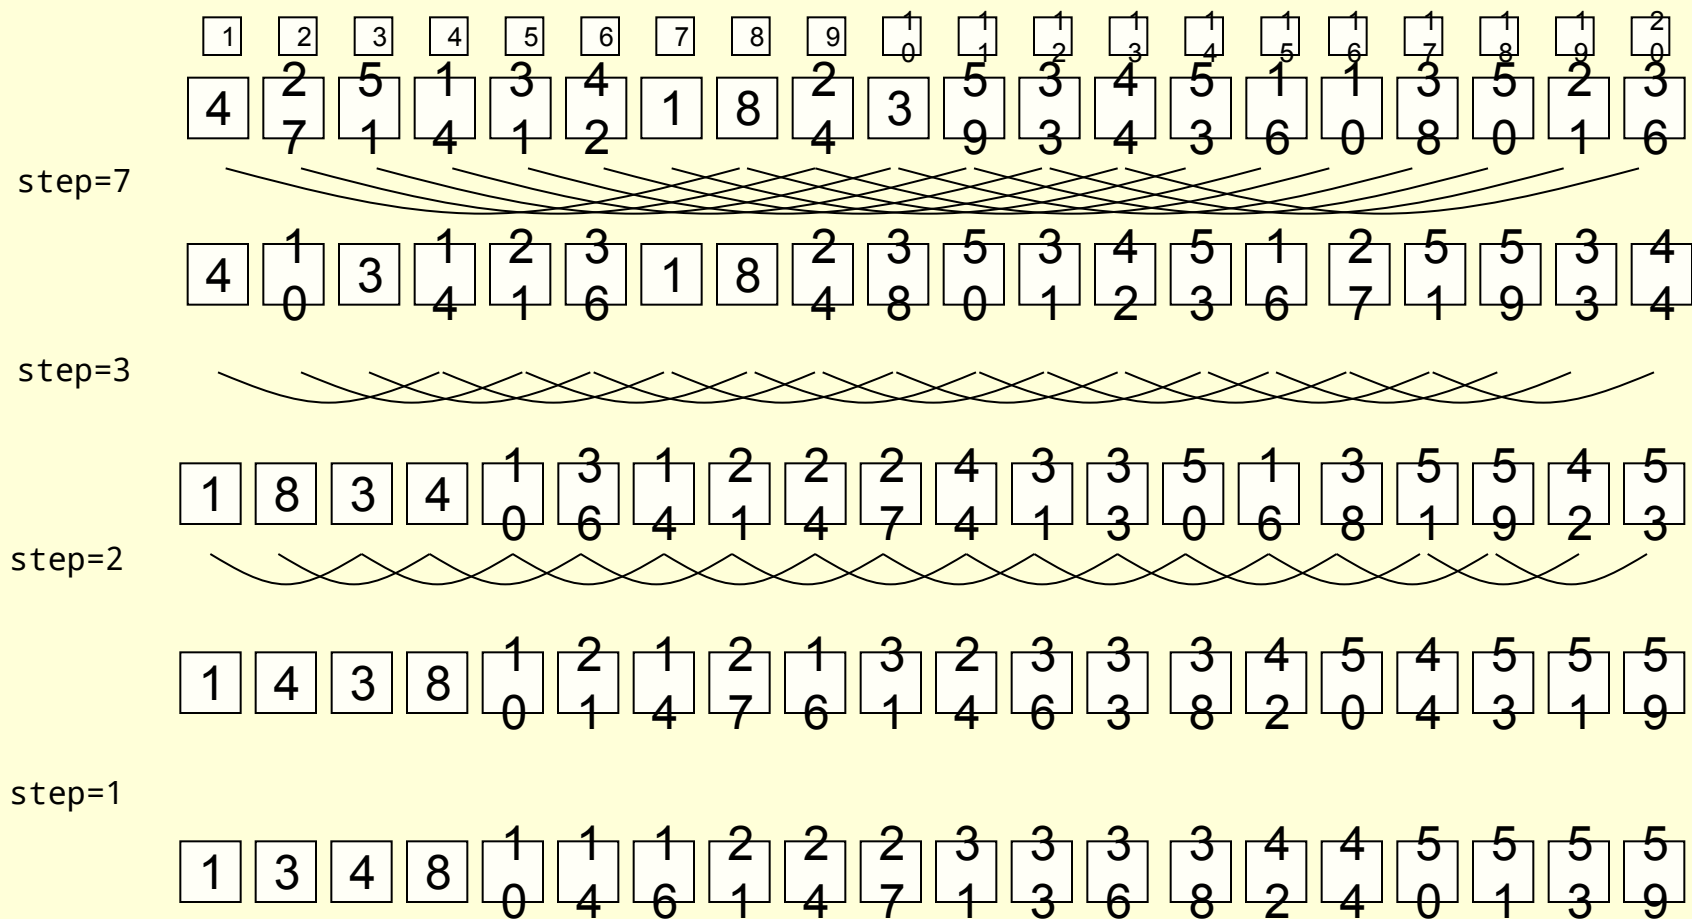 1 2 3 4 5 6 7 8 9 10 11 12 13 14 15 16 17 18 19 20
4 27 51 14 31 42 1 8 24 3 59 33 44 53 16 10 38 50 21 36
step=7
4 10 3 14 21 36 1 8 24 38 50 31 42 53 16 27 51 59 33 44
step=3
1 8 3 4 10 36 14 21 24 27 44 31 33 50 16 38 51 59 42 53
step=2
1 4 3 8 10 21 14 27 16 31 24 36 33 38 42 50 44 53 51 59
step=1
1 3 4 8 10 14 16 21 24 27 31 33 36 38 42 44 50 51 53 59